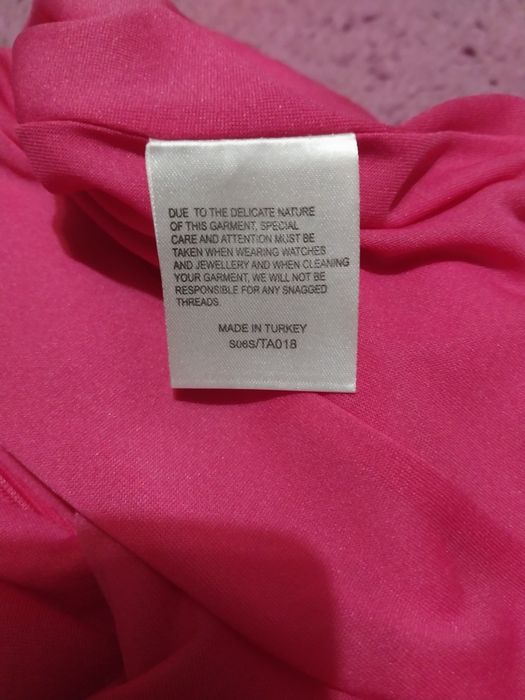 DUE TO THE DELICATE NATURE
OF THIS GARMENT, SPECIAL
CARE AND ATTENTION MUST BE
TAKEN WHEN WEARING WATCHES
AND JEWELLERY AND WHEN CLEANING
YOUR GARMENT, WE WILL NOT BE
RESPONSIBLE FOR ANY SNAGGED
THREADS.
MADE IN TURKEY
S06S/TA018